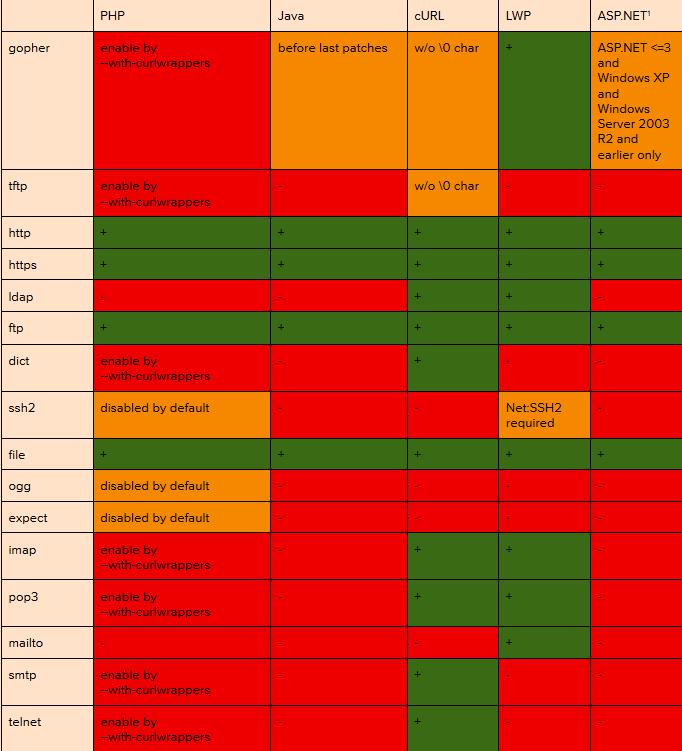 PHP Java cURL LWP ASP.NET¹
gopher enable by before last patches w/o \0 char + ASP.NET <=3
--with-curlwrappers and
Windows XP
and
Windows
Server 2003
R2 and
earlier only
tftp enable by - w/o \0 char - -
--with-curlwrappers
http + + + + +
https + + + + +
ldap - - + + -
ftp + + + + +
dict enable by - + - -
--with-curlwrappers
ssh2 disabled by default - - Net:SSH2 -
required
file + + + + +
ogg disabled by default - - - -
expect disabled by default - - - -
imap enable by - + + -
--with-curlwrappers
pop3 enable by - + + -
--with-curlwrappers
mailto - - - + -
smtp enable by - + - -
--with-curlwrappers
telnet enable by - + - -
--with-curlwrappers